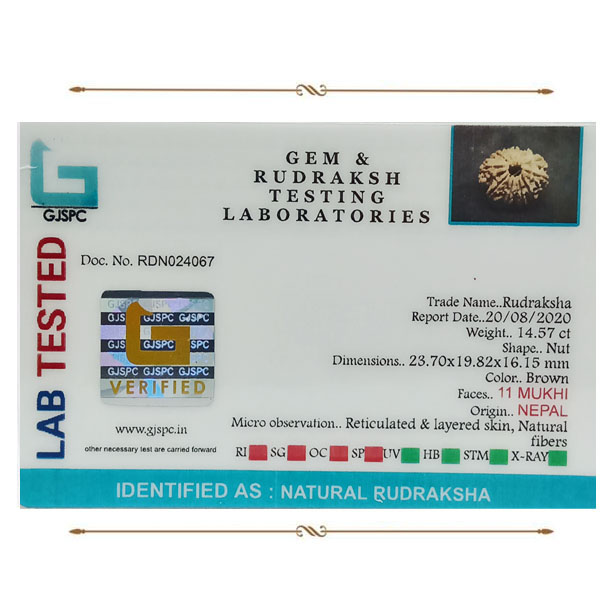 GJSPC
GEM &
RUDRAKSH
TESTING
LABORATORIES
LAB TESTED
Doc. No. RDN024067
GJSPC GJSPC
GJSPC GJSPC GJSPC
GJSPC GJSPC
VERIFIED
www.gjspc.in
other necessary test are carried forward
Trade Name..Rudraksha
Report Date..20/08/2020
Weight.. 14.57 ct
Shape.. Nut
Dimensions.. 23.70x19.82x16.15 mm
Color.. Brown
Faces.. 11 MUKHI
Origin.. NEPAL
Micro observation.. Reticulated & layered skin, Natural
fibers
RI SG OC SP UV HB STM X-RAY
IDENTIFIED AS : NATURAL RUDRAKSHA